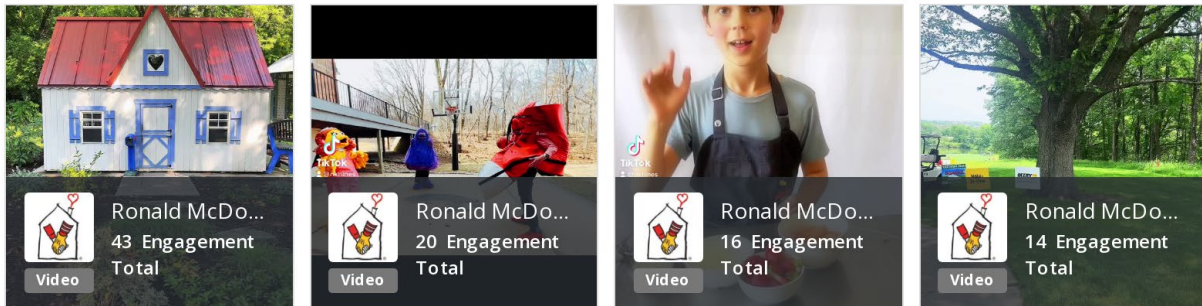 Ronald McDo...
43 Engagement
Total
Video
TikTok
Ronald McDo...
20 Engagement
Total
Video
TikTok
Ronald McDo...
16 Engagement
Total
Video
Ronald McDo...
14 Engagement
Total
Video